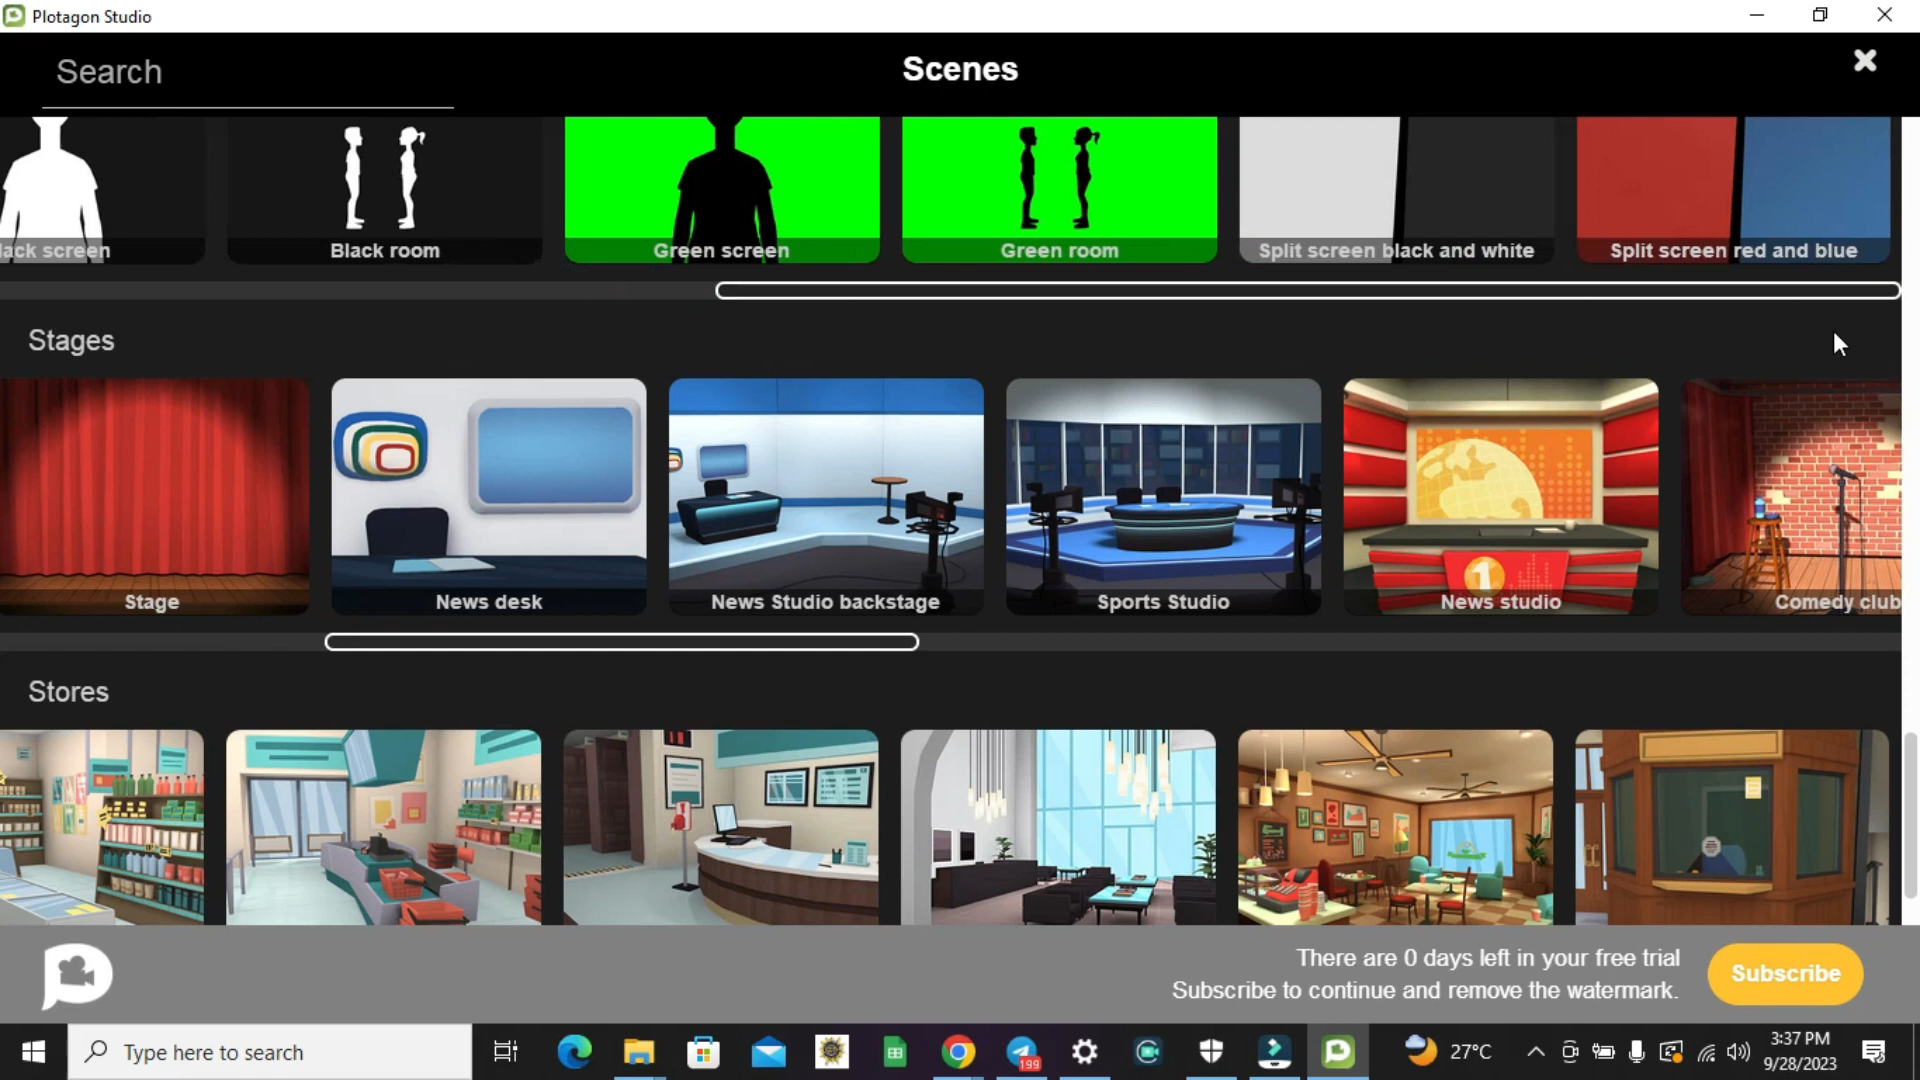 Plotagon Studio
Search
Scenes
lack screen
Black room
Green screen
Green room
Split screen black and white
Split screen red and blue
Stages
Stage
News desk
News Studio backstage
Sports Studio
1
News studio
Comedy club
Stores
There are 0 days left in your free trial
Subscribe to continue and remove the watermark.
Subscribe
Type here to search
199
27°C
3:37 PM
9/28/2023